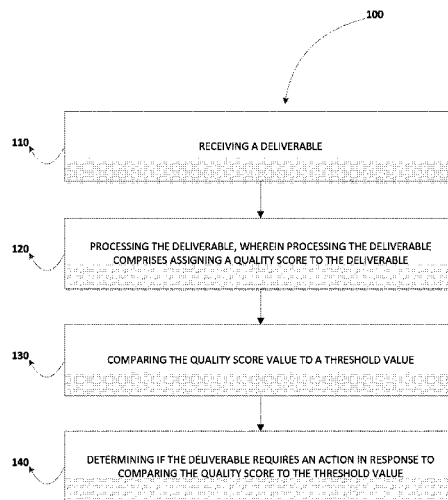 100
110
RECEIVING A DELIVERABLE
120
PROCESSING THE DELIVERABLE, WHEREIN PROCESSING THE DELIVERABLE
COMPRISES ASSIGNING A QUALITY SCORE TO THE DELIVERABLE
130
COMPARING THE QUALITY SCORE VALUE TO A THRESHOLD VALUE
140
DETERMINING IF THE DELIVERABLE REQUIRES AN ACTION IN RESPONSE TO
COMPARING THE QUALITY SCORE TO THE THRESHOLD VALUE